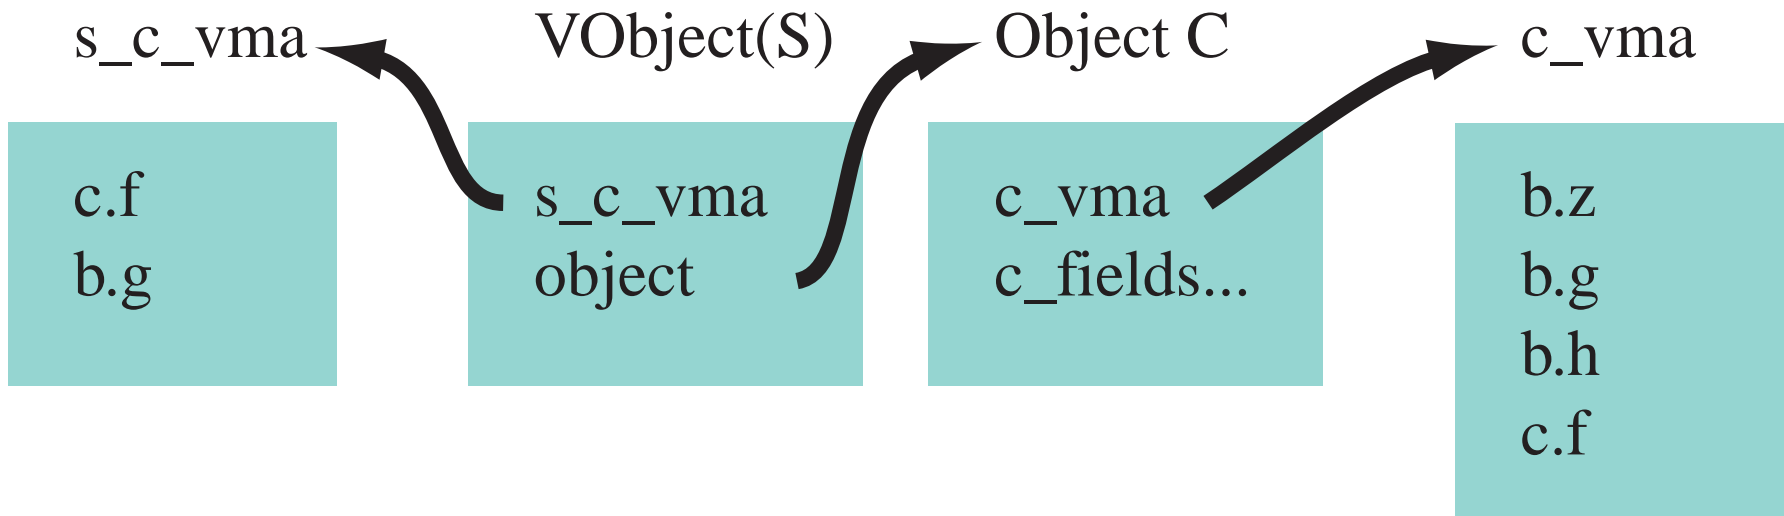 s_c_vma
VObject(S)
Object C
c_vma
c.f
b.g
s_c_vma
object
c_vma
c_fields...
b.z
b.g
b.h
c.f